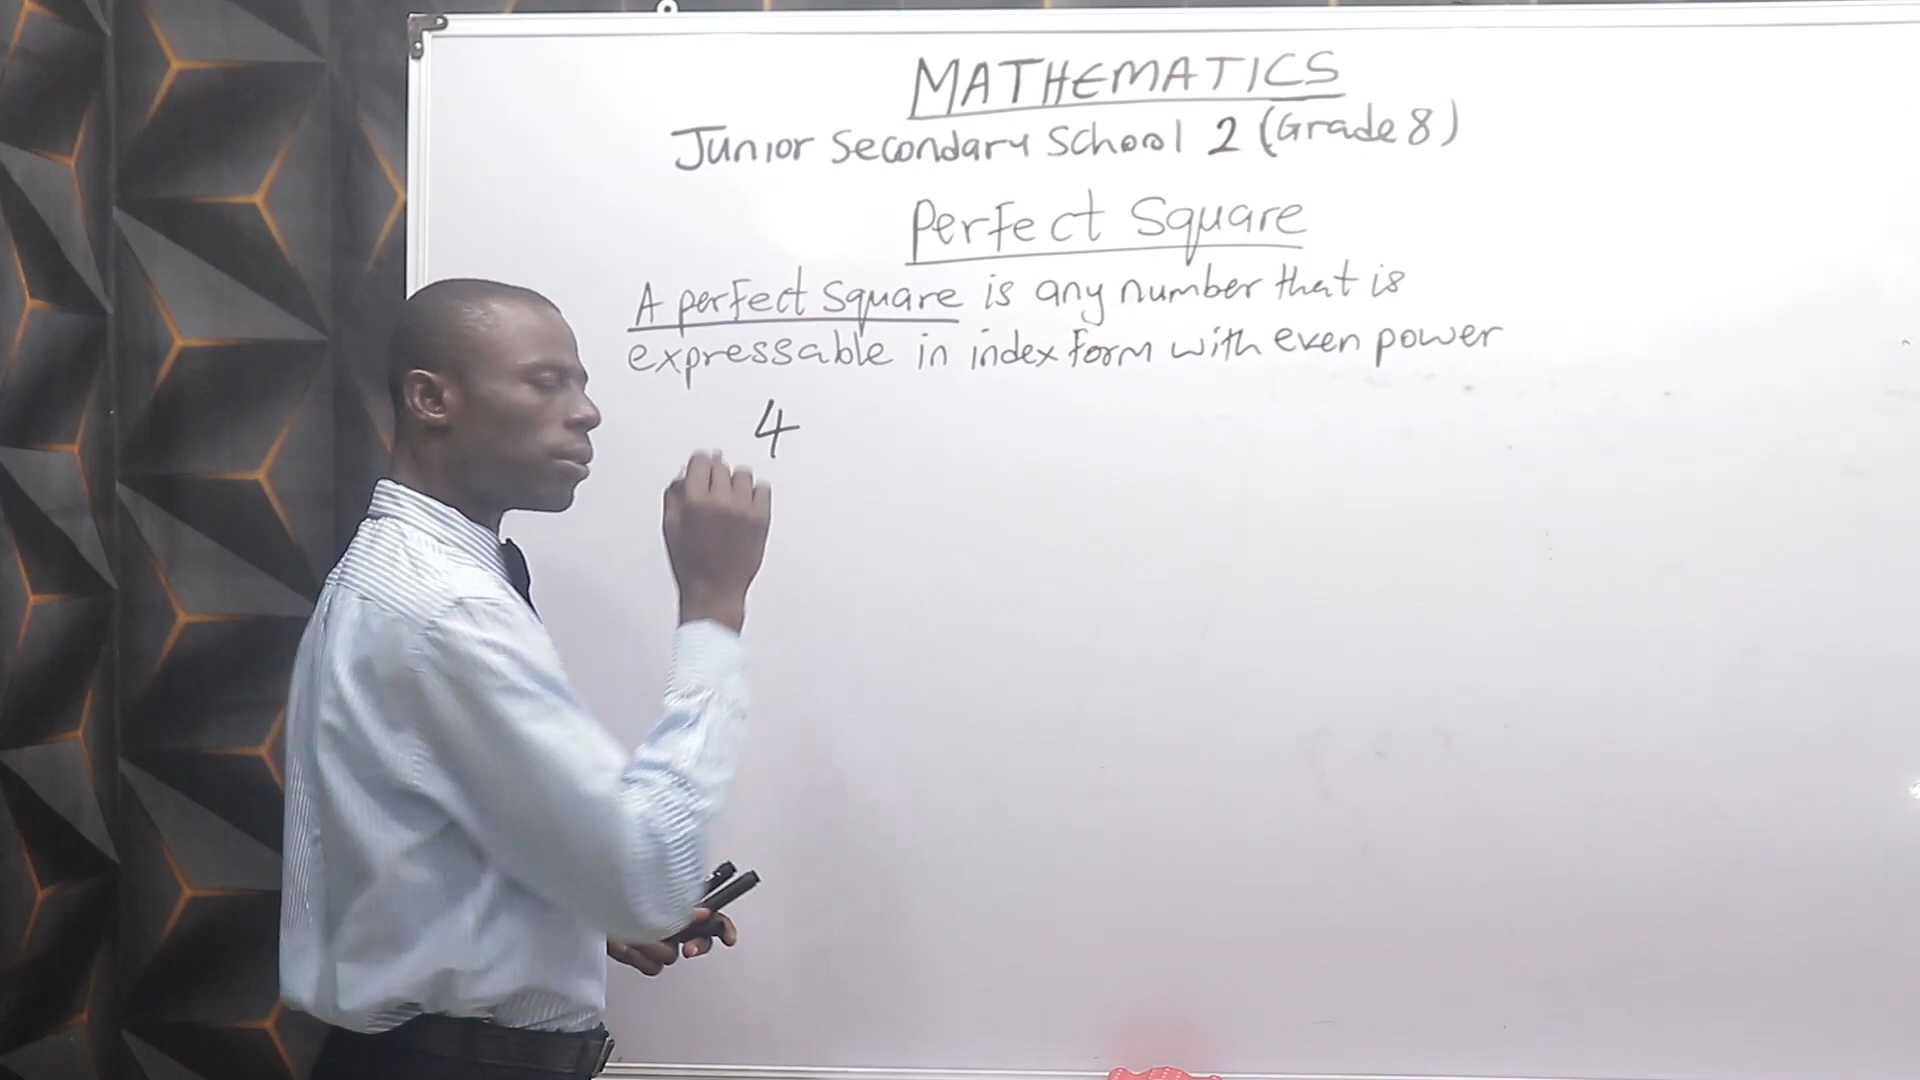 MATHEMATICS
Junior Secondary School 2 (Grade 8)
Perfect Square
A perfect Square is any number that is
expressable in index form with even power
4